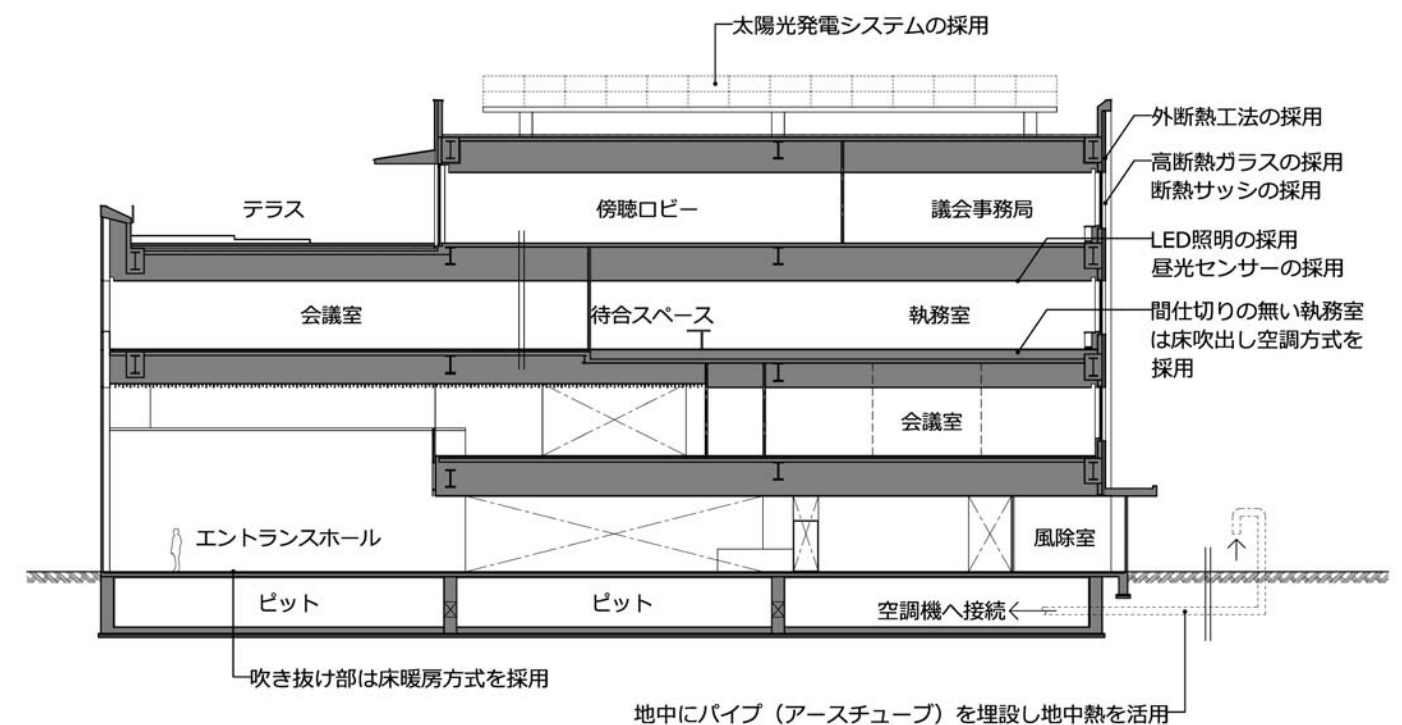 太陽光発電システムの採用
外断熱工法の採用
高断熱ガラスの採用
断熱サッシの採用
テラス
傍聴ロビー
議会事務局
LED照明の採用
昼光センサーの採用
会議室
待合スペース
執務室
間仕切りの無い執務室
は床吹出し空調方式を
採用
会議室
エントランスホール
風除室
ピット
ピット
空調機へ接続
吹き抜け部は床暖房方式を採用
地中にパイプ（アースチューブ）を埋設し地中熱を活用